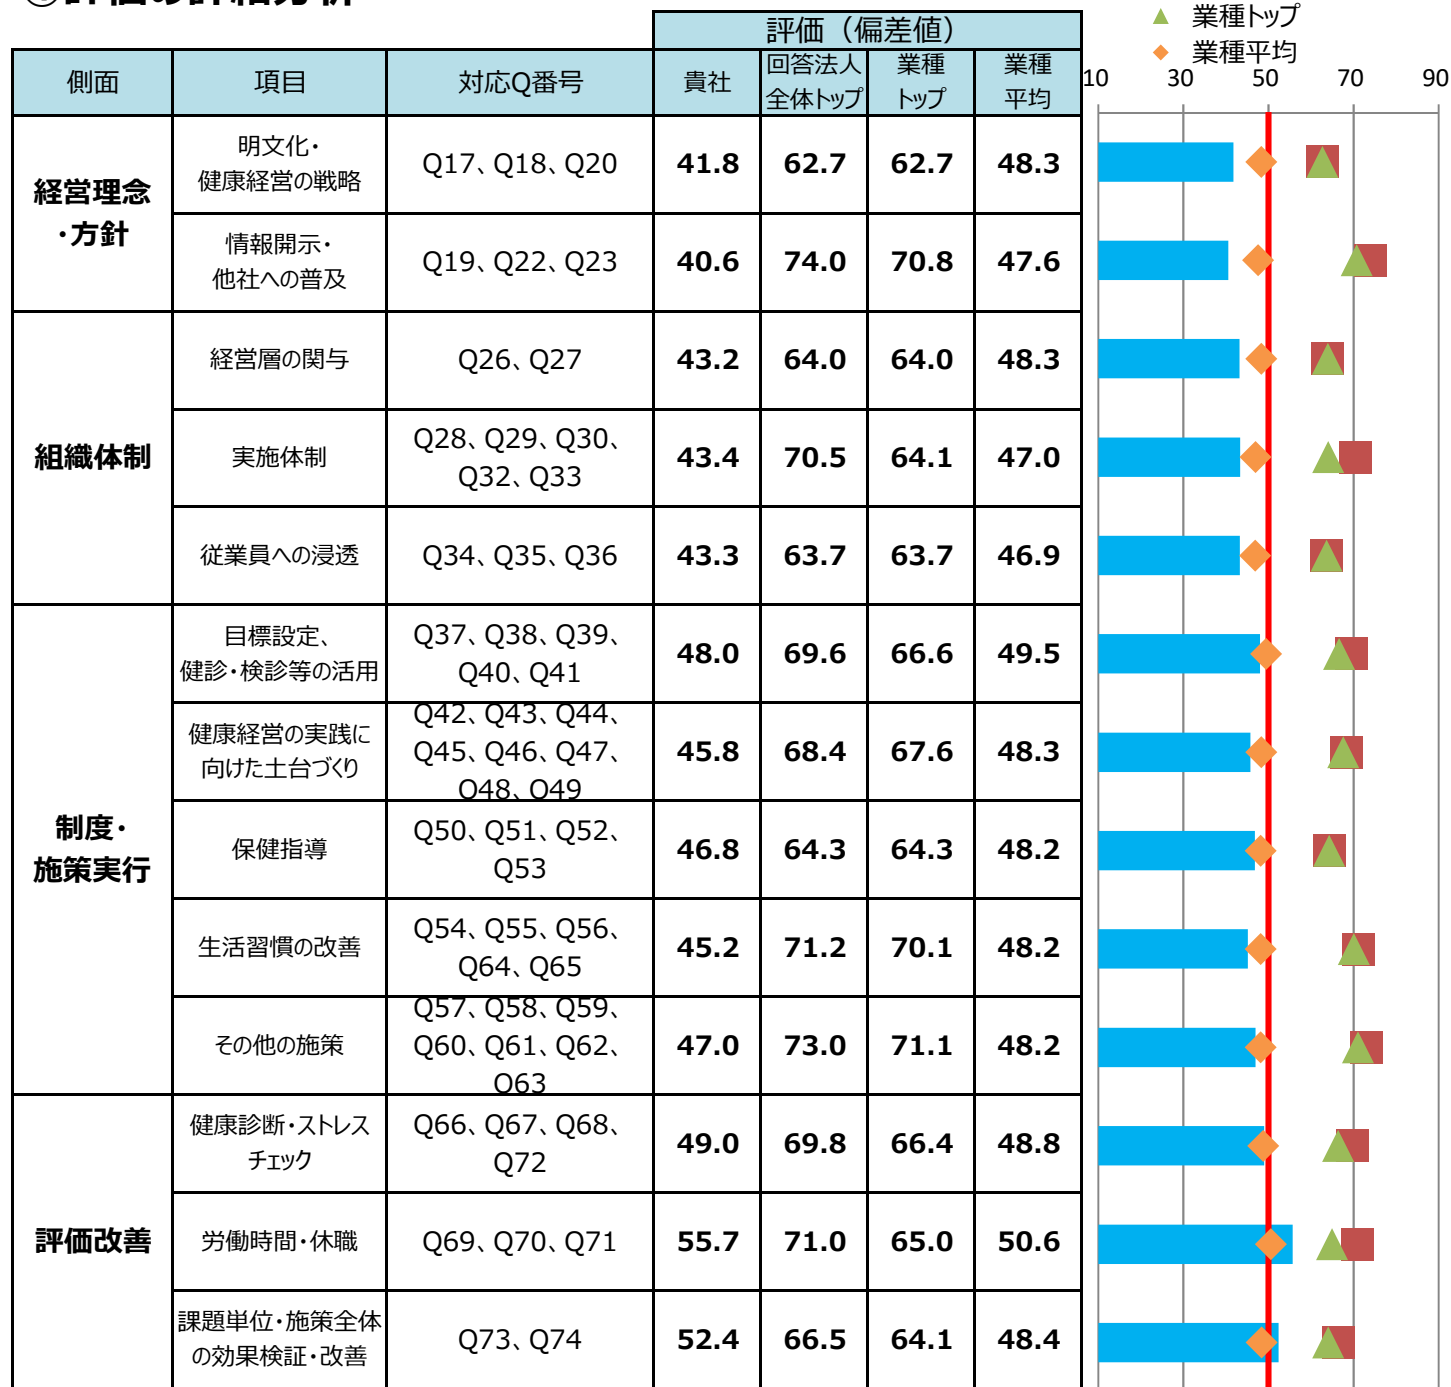 ①評価の詳細分析
▲ 業種トップ
◆ 業種平均
評価（偏差値）
側面 項目 対応Q番号 貴社 回答法人全体トップ 業種トップ 業種平均
10 30 50 70 90
経営理念・方針
明文化・健康経営の戦略 Q17、Q18、Q20 41.8 62.7 62.7 48.3
情報開示・他社への普及 Q19、Q22、Q23 40.6 74.0 70.8 47.6
組織体制
経営層の関与 Q26、Q27 43.2 64.0 64.0 48.3
実施体制 Q28、Q29、Q30、Q32、Q33 43.4 70.5 64.1 47.0
従業員への浸透 Q34、Q35、Q36 43.3 63.7 63.7 46.9
制度・施策実行
目標設定、健診・検診等の活用 Q37、Q38、Q39、Q40、Q41 48.0 69.6 66.6 49.5
健康経営の実践に向けた土台づくり Q42、Q43、Q44、Q45、Q46、Q47、Q48、Q49 45.8 68.4 67.6 48.3
保健指導 Q50、Q51、Q52、Q53 46.8 64.3 64.3 48.2
生活習慣の改善 Q54、Q55、Q56、Q64、Q65 45.2 71.2 70.1 48.2
その他の施策 Q57、Q58、Q59、Q60、Q61、Q62、Q63 47.0 73.0 71.1 48.2
評価改善
健康診断・ストレスチェック Q66、Q67、Q68、Q72 49.0 69.8 66.4 48.8
労働時間・休職 Q69、Q70、Q71 55.7 71.0 65.0 50.6
課題単位・施策全体の効果検証・改善 Q73、Q74 52.4 66.5 64.1 48.4